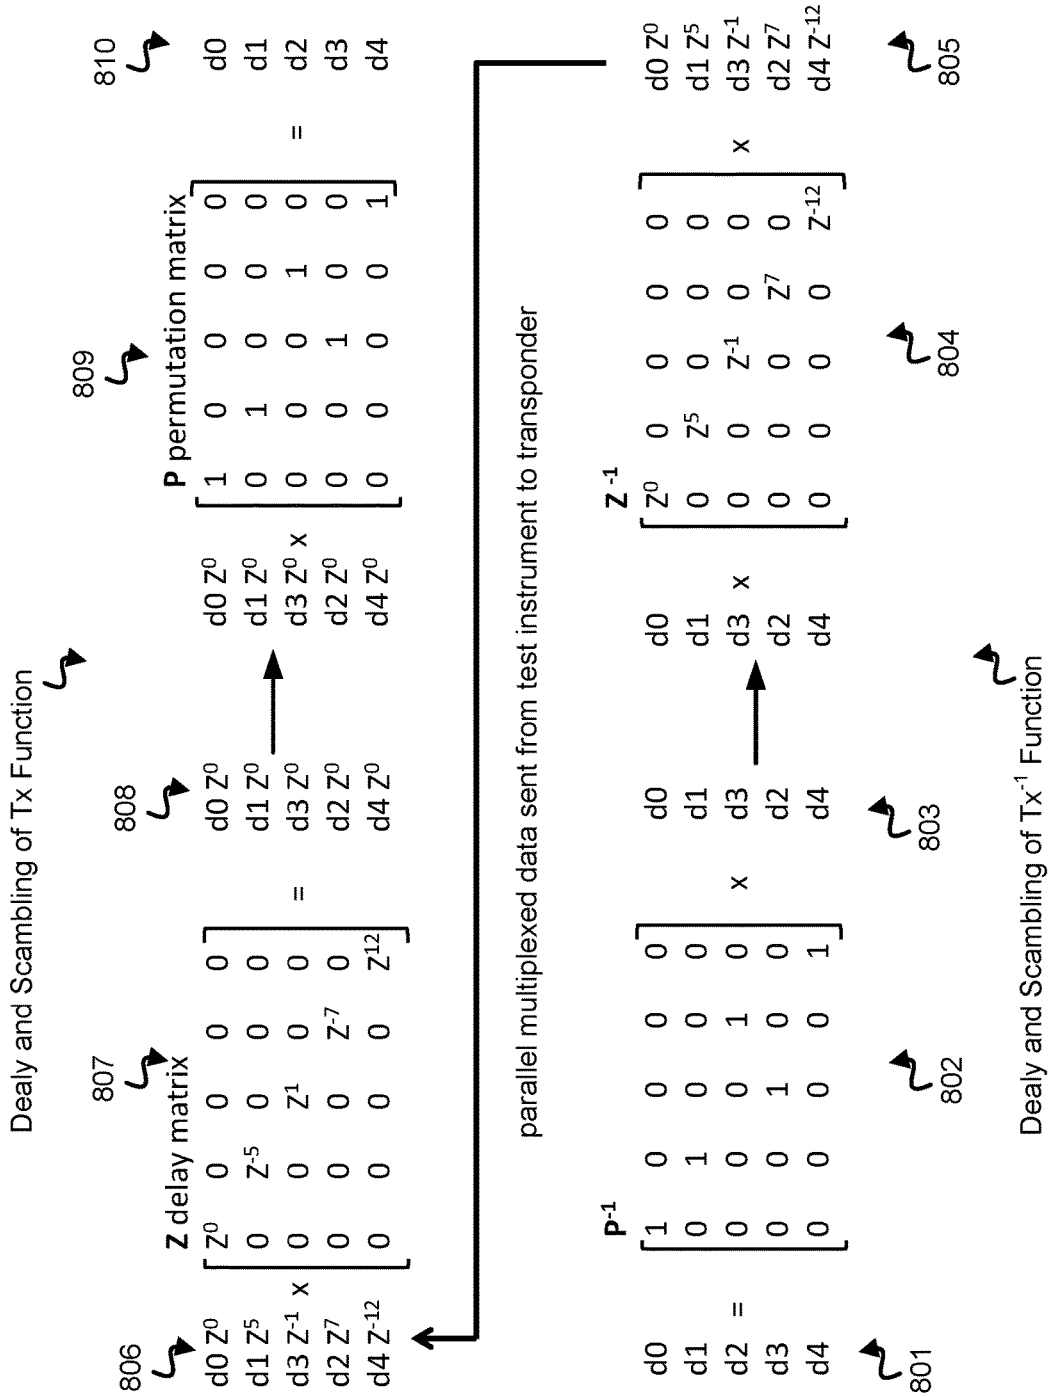 Dealy and Scambling of Tx Function
806 807 808 809 810
Z delay matrix P permutation matrix
d0 Z⁰ Z⁰ 0 0 0 0 d0 Z⁰ d0 Z⁰ 1 0 0 0 0 d0
d1 Z⁵ 0 Z⁻⁵ 0 0 0 d1 Z⁰ d1 Z⁰ 0 1 0 0 0 d1
d3 Z⁻¹ x 0 0 Z¹ 0 0 = d3 Z⁰ d3 Z⁰ x 0 0 0 1 0 = d2
d2 Z⁷ 0 0 0 Z⁻⁷ 0 d2 Z⁰ d2 Z⁰ 0 0 1 0 0 d3
d4 Z⁻¹² 0 0 0 0 Z¹² d4 Z⁰ d4 Z⁰ 0 0 0 0 1 d4
parallel multiplexed data sent from test instrument to transponder
P⁻¹ Z⁻¹
d0 1 0 0 0 0 d0 d0 Z⁰ 0 0 0 0 d0 Z⁰
d1 0 1 0 0 0 d1 d1 0 Z⁵ 0 0 0 d1 Z⁵
d2 = 0 0 0 1 0 x d3 d3 x 0 0 Z⁻¹ 0 0 x d3 Z⁻¹
d3 0 0 1 0 0 d2 d2 0 0 0 Z⁷ 0 d2 Z⁷
d4 0 0 0 0 1 d4 d4 0 0 0 0 Z⁻¹² d4 Z⁻¹²
801 802 803 804 805
Dealy and Scambling of Tx⁻¹ Function